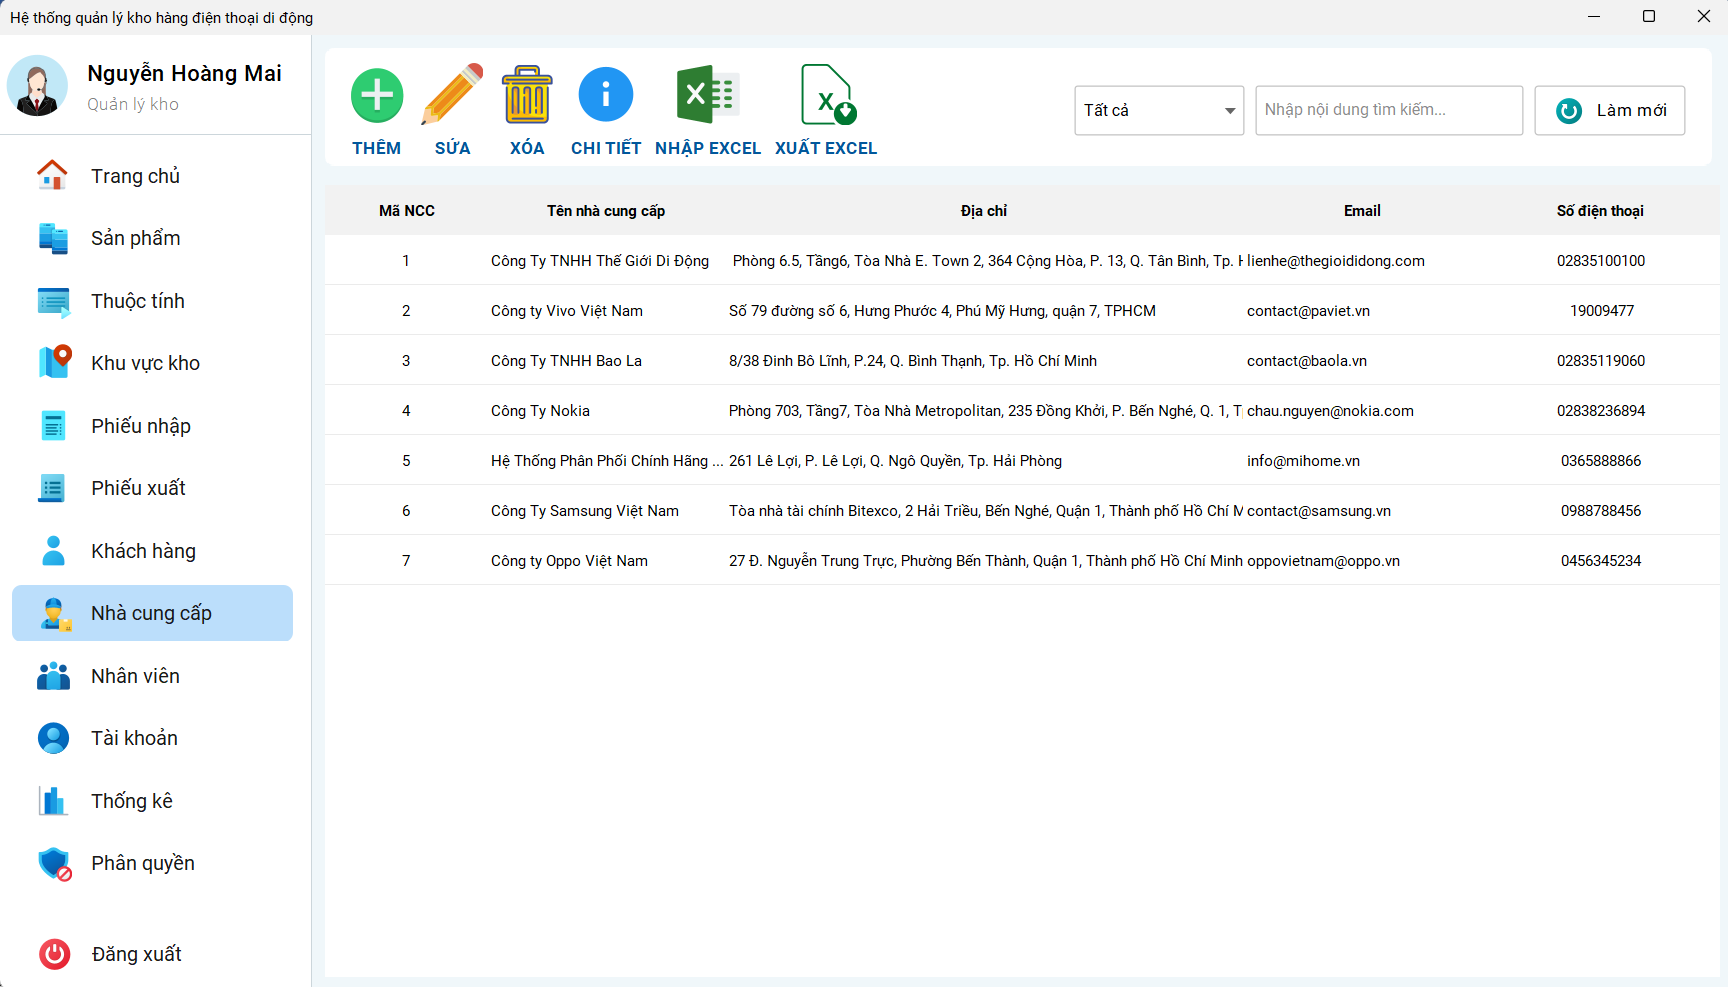 Hệ thống quản lý kho hàng điện thoại di động
Nguyễn Hoàng Mai
Quản lý kho
Trang chủ
Sản phẩm
Thuộc tính
Khu vực kho
Phiếu nhập
Phiếu xuất
Khách hàng
Nhà cung cấp
Nhân viên
Tài khoản
Thống kê
Phân quyền
Đăng xuất
THÊM SỬA XÓA CHI TIẾT NHẬP EXCEL XUẤT EXCEL
Tất cả Nhập nội dung tìm kiếm... Làm mới
Mã NCC Tên nhà cung cấp Địa chỉ Email Số điện thoại
1 Công Ty TNHH Thế Giới Di Động Phòng 6.5, Tầng6, Tòa Nhà E. Town 2, 364 Cộng Hòa, P. 13, Q. Tân Bình, Tp. H lienhe@thegioididong.com 02835100100
2 Công ty Vivo Việt Nam Số 79 đường số 6, Hưng Phước 4, Phú Mỹ Hưng, quận 7, TPHCM contact@paviet.vn 19009477
3 Công Ty TNHH Bao La 8/38 Đinh Bô Lĩnh, P.24, Q. Bình Thạnh, Tp. Hồ Chí Minh contact@baola.vn 02835119060
4 Công Ty Nokia Phòng 703, Tầng7, Tòa Nhà Metropolitan, 235 Đồng Khởi, P. Bến Nghé, Q. 1, Tp chau.nguyen@nokia.com 02838236894
5 Hệ Thống Phân Phối Chính Hãng ... 261 Lê Lợi, P. Lê Lợi, Q. Ngô Quyền, Tp. Hải Phòng info@mihome.vn 0365888866
6 Công Ty Samsung Việt Nam Tòa nhà tài chính Bitexco, 2 Hải Triều, Bến Nghé, Quận 1, Thành phố Hồ Chí M contact@samsung.vn 0988788456
7 Công ty Oppo Việt Nam 27 Đ. Nguyễn Trung Trực, Phường Bến Thành, Quận 1, Thành phố Hồ Chí Minh oppovietnam@oppo.vn 0456345234